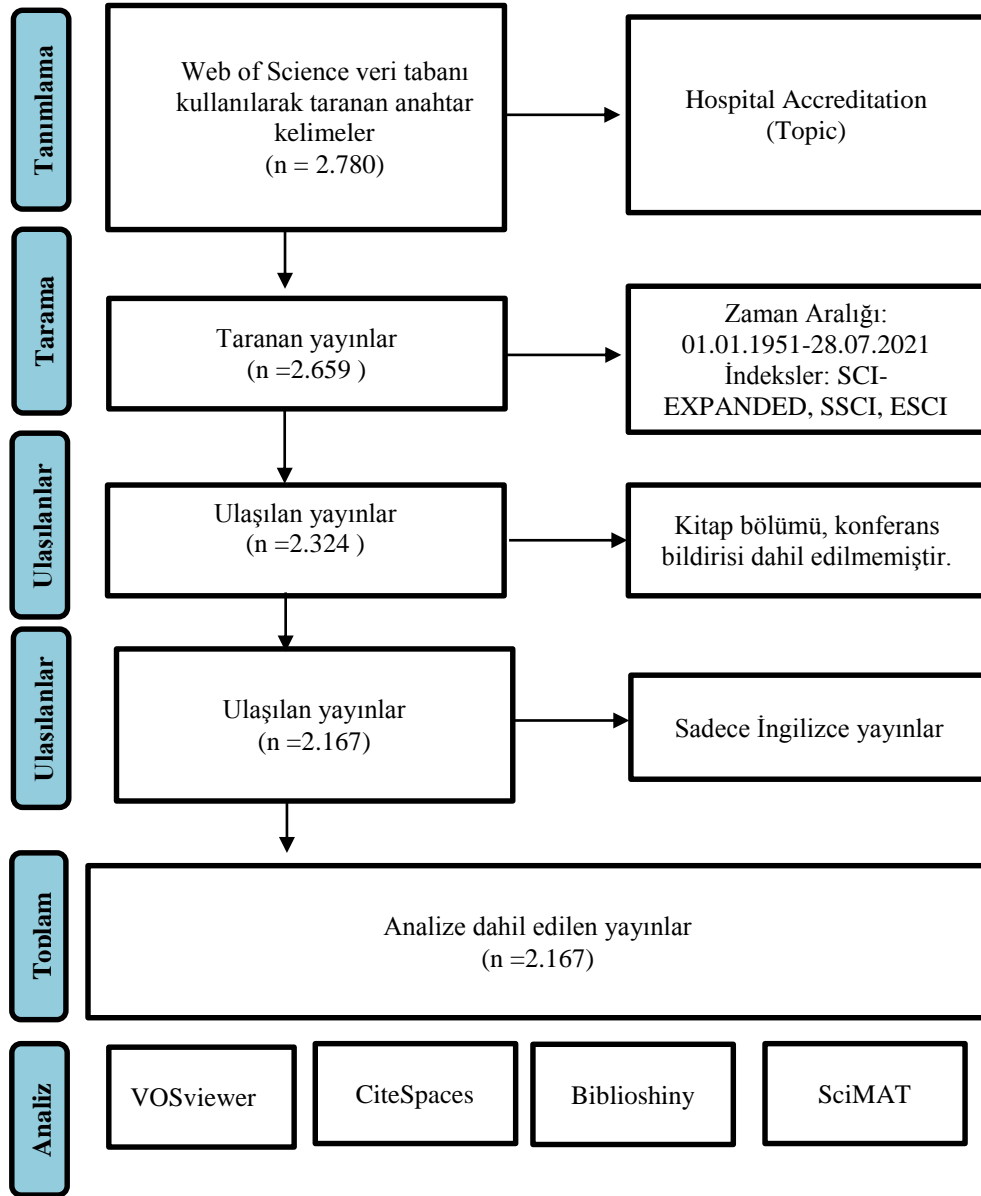 Tanımlama
Web of Science veri tabanı
kullanılarak taranan anahtar
kelimeler
(n = 2.780)
Hospital Accreditation
(Topic)
Tarama
Taranan yayınlar
(n =2.659 )
Zaman Aralığı:
01.01.1951-28.07.2021
İndeksler: SCI-
EXPANDED, SSCI, ESCI
Ulaşılanlar
Ulaşılan yayınlar
(n =2.324 )
Kitap bölümü, konferans
bildirisi dahil edilmemiştir.
Ulaşılanlar
Ulaşılan yayınlar
(n =2.167)
Sadece İngilizce yayınlar
Toplam
Analize dahil edilen yayınlar
(n =2.167)
Analiz
VOSviewer
CiteSpaces
Biblioshiny
SciMAT